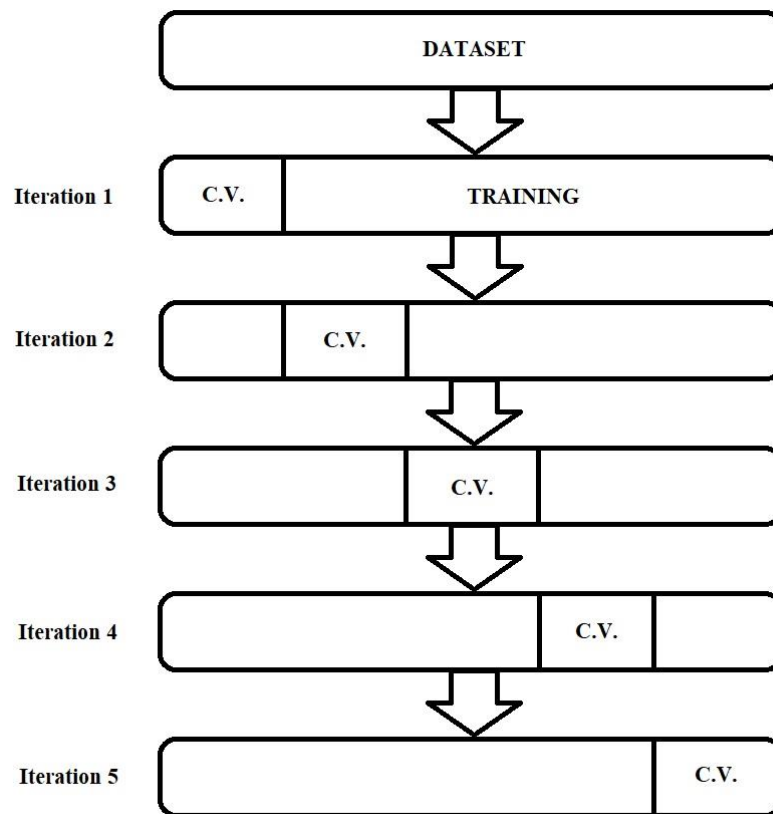 DATASET
Iteration 1 C.V. TRAINING
Iteration 2 C.V.
Iteration 3 C.V.
Iteration 4 C.V.
Iteration 5 C.V.